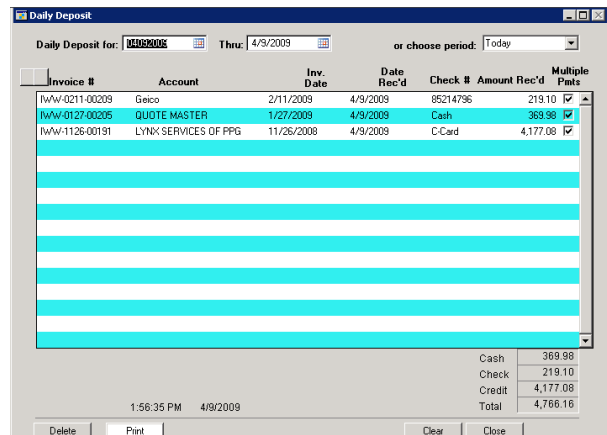 Daily Deposit
Daily Deposit for: 04092009 Thru: 4/9/2009 or choose period: Today
Invoice # Account Inv. Date Date Rec'd Check # Amount Rec'd Multiple Pmts
IWW-0211-00209 Geico 2/11/2009 4/9/2009 85214796 219.10
IWW-0127-00205 QUOTE MASTER 1/27/2009 4/9/2009 Cash 369.98
IWW-1126-00191 LYNX SERVICES OF PPG 11/26/2008 4/9/2009 C-Card 4,177.08
Cash 369.98
Check 219.10
Credit 4,177.08
1:56:35 PM 4/9/2009 Total 4,766.16
Delete Print Clear Close